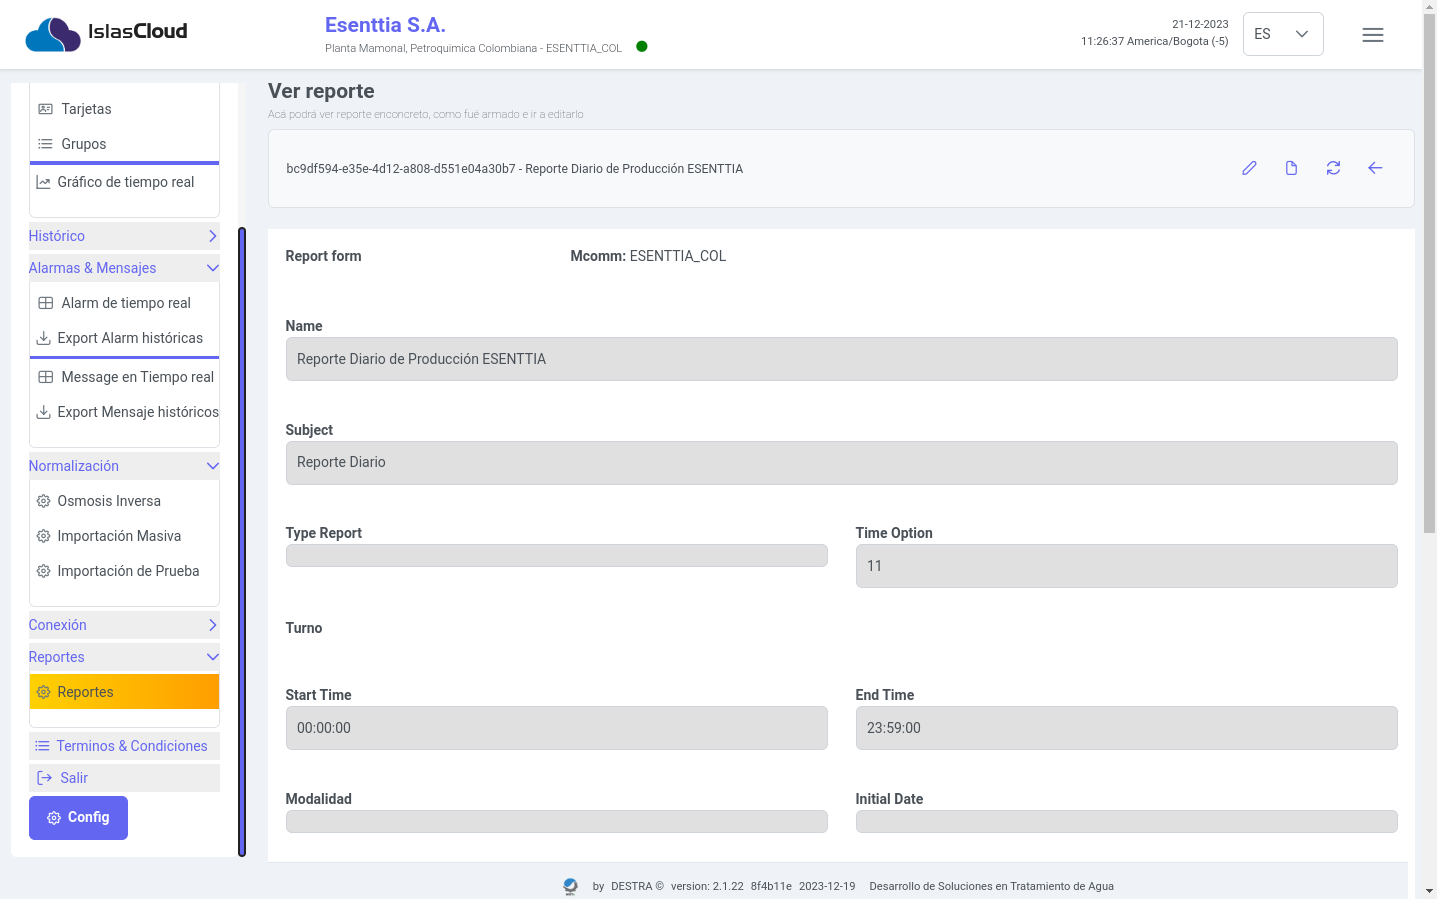 IslasCloud
Esenttia S.A.
Planta Mamonal, Petroquimica Colombiana - ESENTTIA_COL
21-12-2023
11:26:37 America/Bogota (-5)
ES
Tarjetas
Grupos
Gráfico de tiempo real
Histórico
Alarmas & Mensajes
Alarm de tiempo real
Export Alarm históricas
Message en Tiempo real
Export Mensaje históricos
Normalización
Osmosis Inversa
Importación Masiva
Importación de Prueba
Conexión
Reportes
Reportes
Terminos & Condiciones
Salir
Config
Ver reporte
Acá podrá ver reporte enconcreto, como fué armado e ir a editarlo
bc9df594-e35e-4d12-a808-d551e04a30b7 - Reporte Diario de Producción ESENTTIA
Report form
Mcomm: ESENTTIA_COL
Name
Reporte Diario de Producción ESENTTIA
Subject
Reporte Diario
Type Report
Time Option
11
Turno
Start Time
End Time
00:00:00
23:59:00
Modalidad
Initial Date
by DESTRA © version: 2.1.22 8f4b11e 2023-12-19 Desarrollo de Soluciones en Tratamiento de Agua